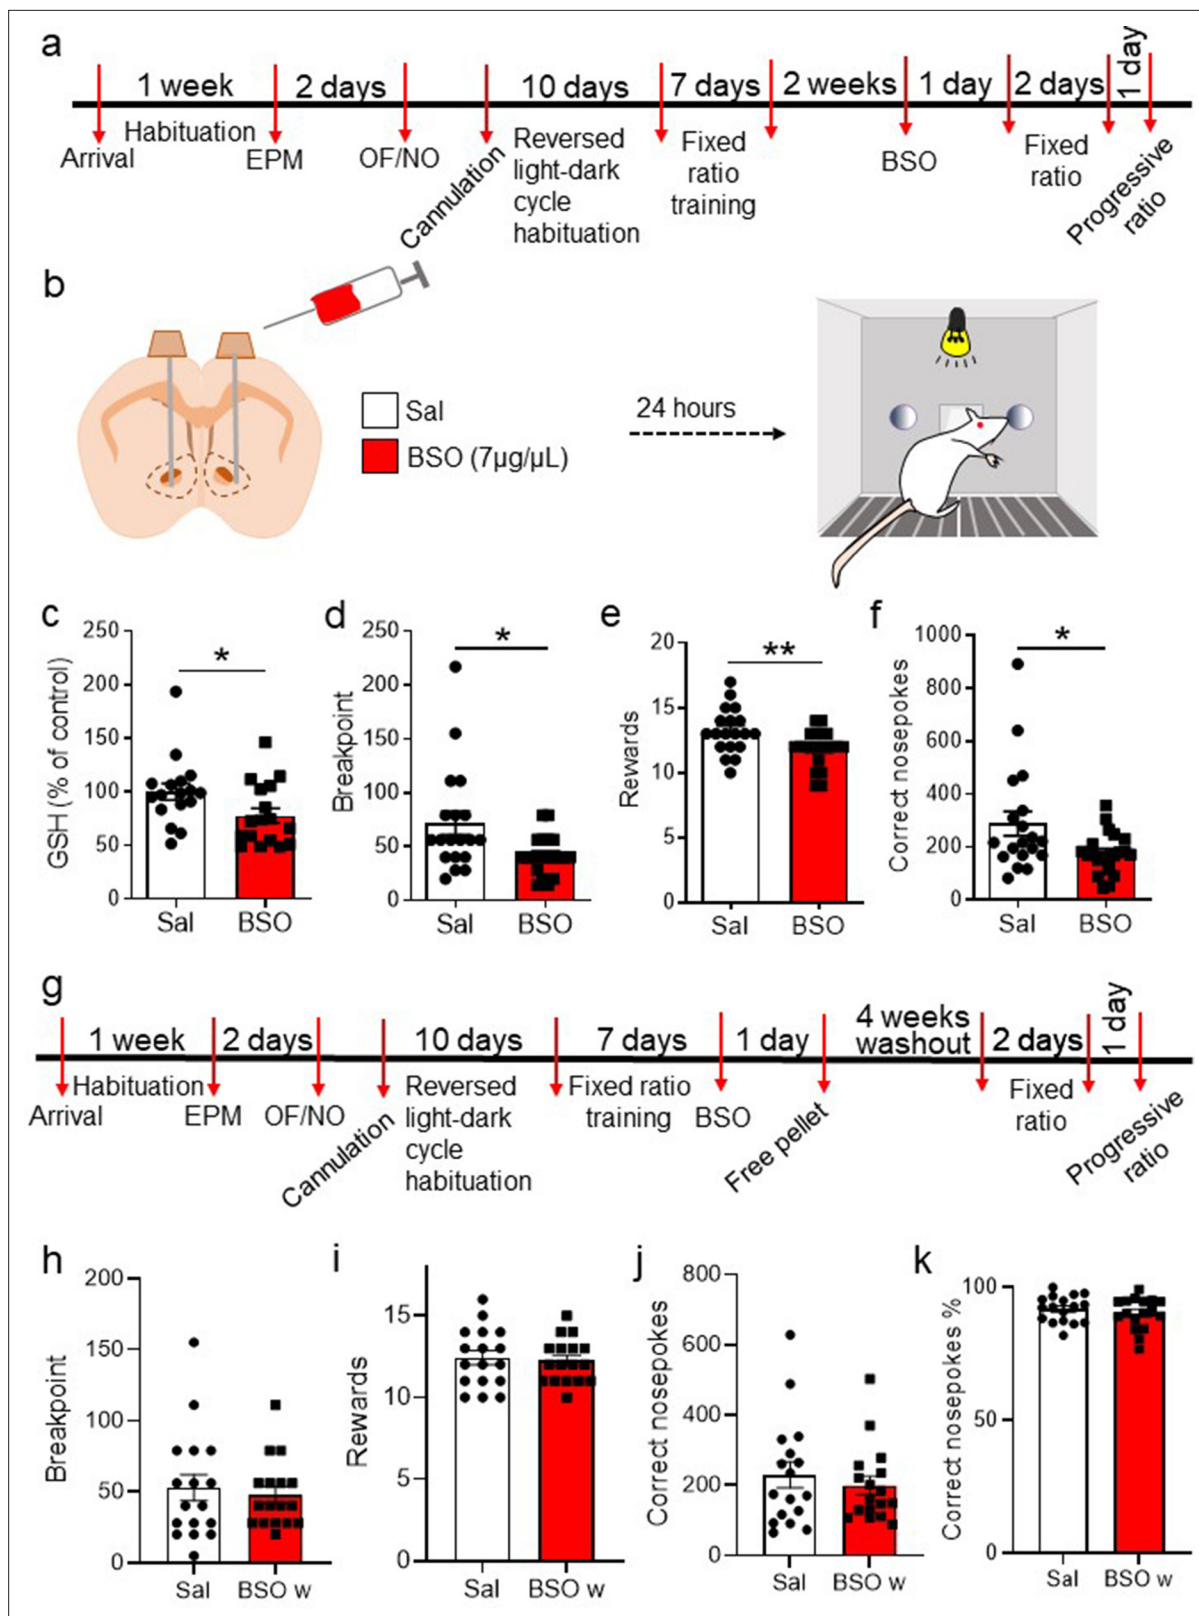 a
1 week
2 days
10 days
7 days
2 weeks
1 day
2 days
1 day
Arrival
Habituation
EPM
OF/NO
Cannulation
Reversed
light-dark
cycle
habituation
Fixed
ratio
training
BSO
Fixed
ratio
Progressive
ratio
b
Sal
BSO (7µg/µL)
24 hours
c
GSH (% of control)
250
200
150
100
50
0
*
Sal
BSO
d
Breakpoint
250
200
150
100
50
0
*
Sal
BSO
e
Rewards
20
15
10
5
0
**
Sal
BSO
f
Correct nosepokes
1000
800
600
400
200
0
*
Sal
BSO
g
1 week
2 days
10 days
7 days
1 day
4 weeks
washout
2 days
1 day
Arrival
Habituation
EPM
OF/NO
Cannulation
Reversed
light-dark
cycle
habituation
Fixed ratio
training
BSO
Free pellet
Fixed
ratio
Progressive
ratio
h
Breakpoint
200
150
100
50
0
Sal
BSO w
i
Rewards
15
10
5
0
Sal
BSO w
j
Correct nosepokes
800
600
400
200
0
Sal
BSO w
k
Correct nosepokes %
100
50
0
Sal
BSO w